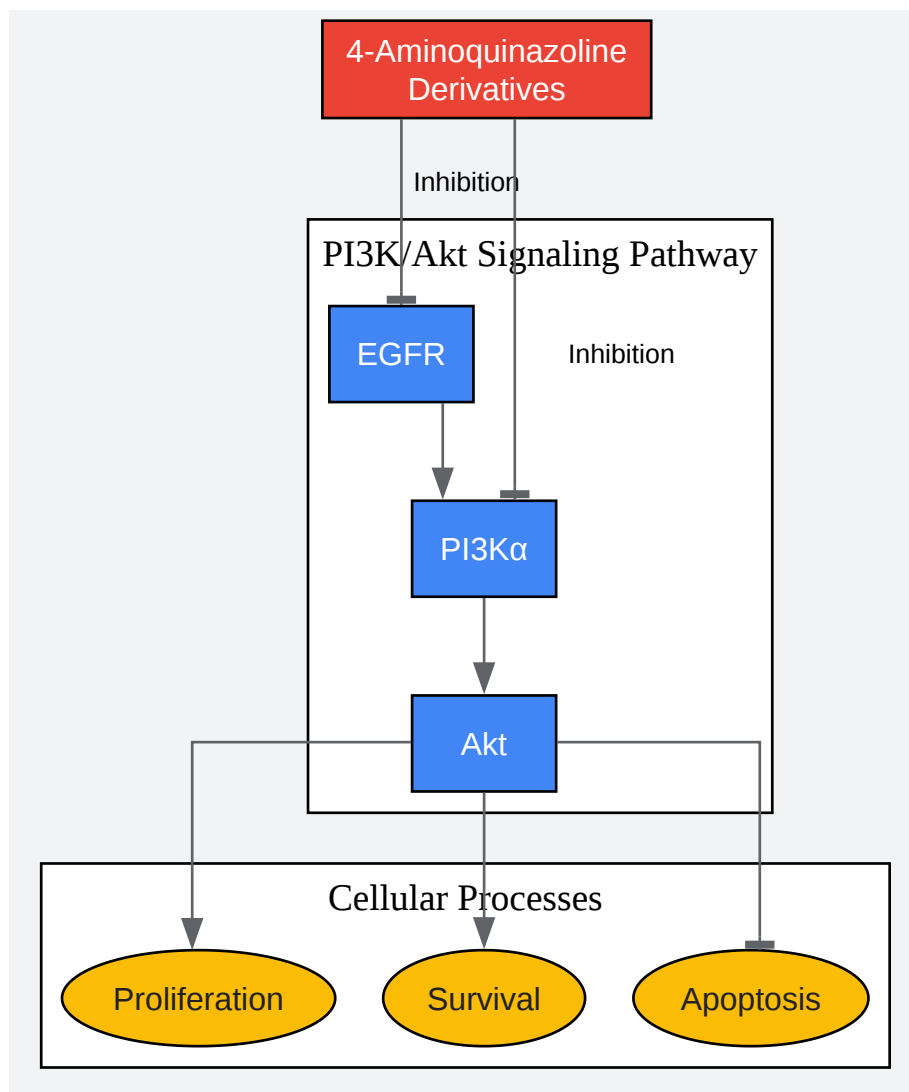 4-Aminoquinazoline
Derivatives
Inhibition
PI3K/Akt Signaling Pathway
EGFR
Inhibition
PI3Kα
Akt
Cellular Processes
Proliferation
Survival
Apoptosis